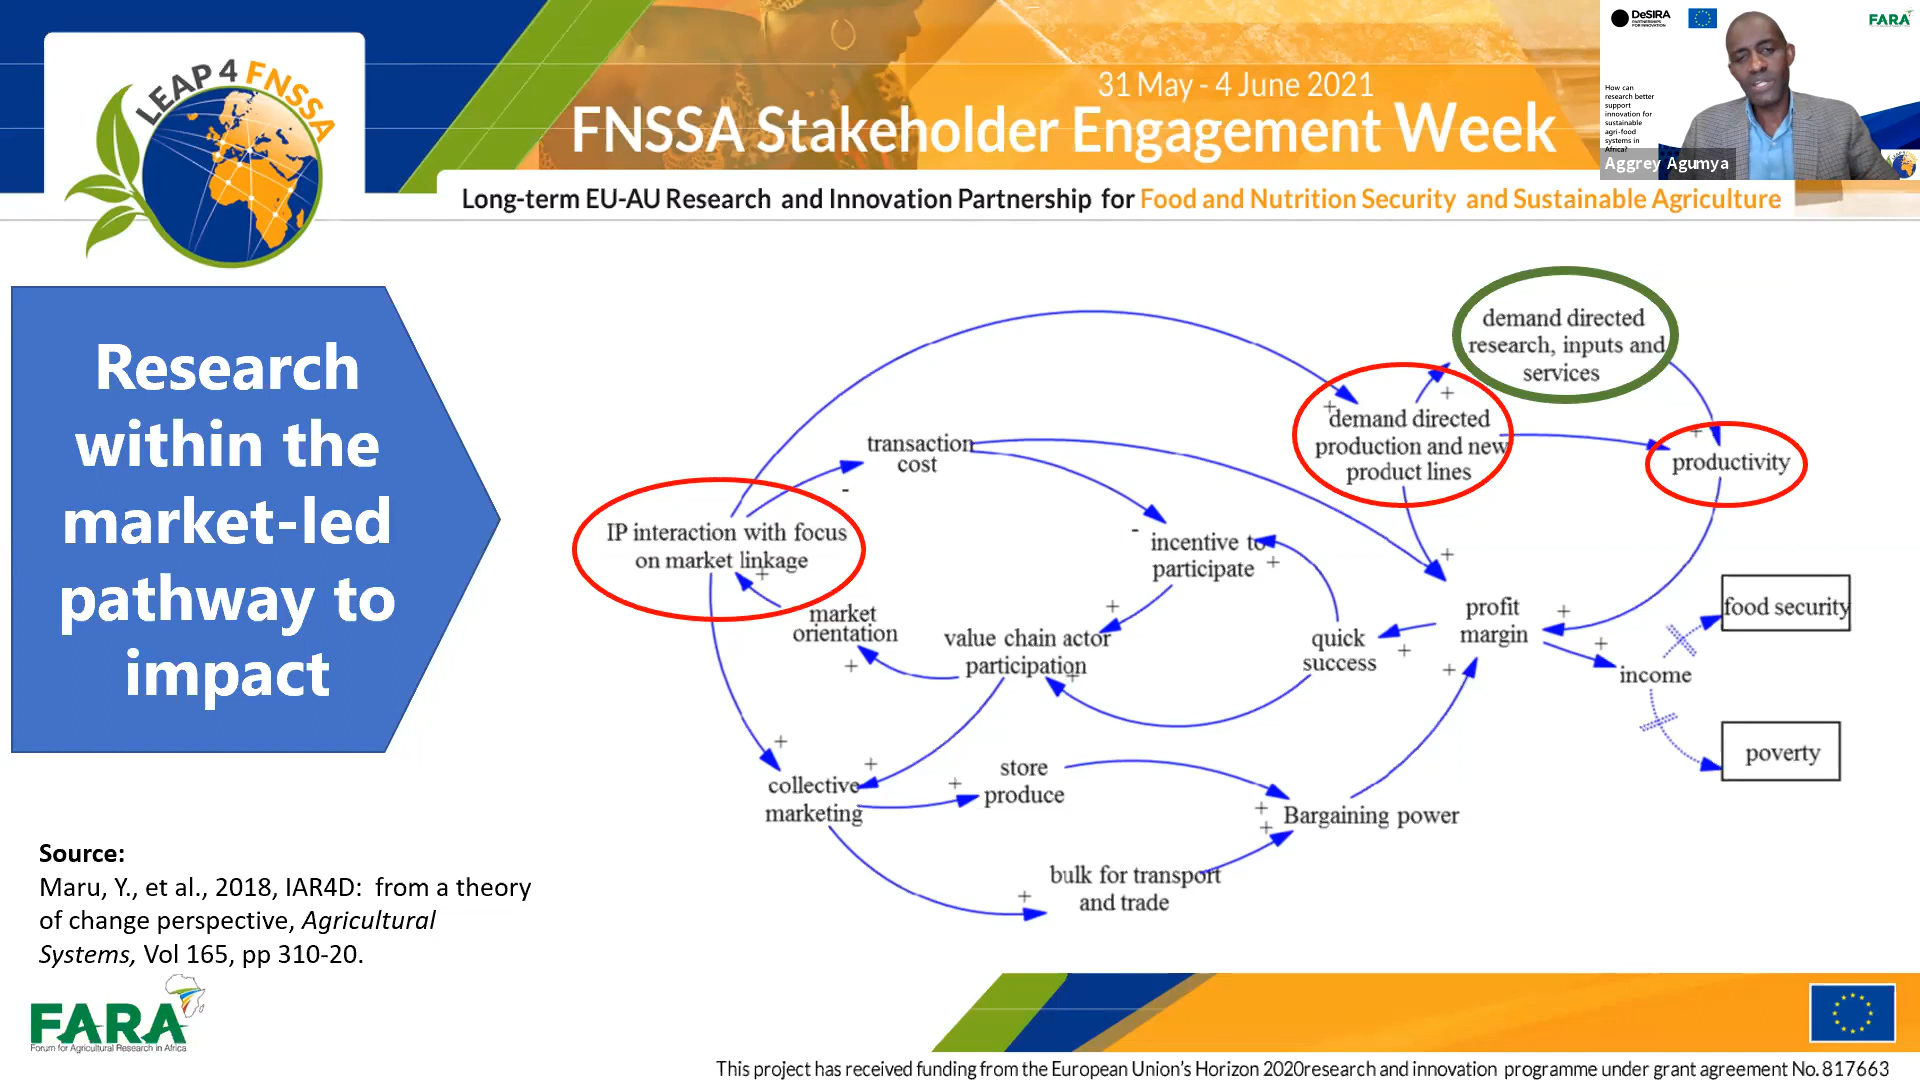 LEAP 4 FNSSA
31 May - 4 June 2021
FNSSA Stakeholder Engagement Week
Long-term EU-AU Research and Innovation Partnership for Food and Nutrition Security and Sustainable Agriculture
DeSIRA
FARA
How can
research better
support
innovation for
sustainable
agri-food
systems in
Africa?
Aggrey Agumya
Research
within the
market-led
pathway to
impact
demand directed
research, inputs and
services
+
+
demand directed
production and new
product lines
+
productivity
transaction
cost
-
IP interaction with focus
on market linkage
+
-
incentive to
participate
+
+
market
orientation
+
value chain actor
participation
+
+
quick
success
+
profit
margin
+
+
+
income
food security
poverty
+
+
collective
marketing
+
store
produce
+
+
Bargaining power
bulk for transport
and trade
+
Source:
Maru, Y., et al., 2018, IAR4D: from a theory
of change perspective, Agricultural
Systems, Vol 165, pp 310-20.
FARA
Forum for Agricultural Research in Africa
This project has received funding from the European Union's Horizon 2020research and innovation programme under grant agreement No. 817663